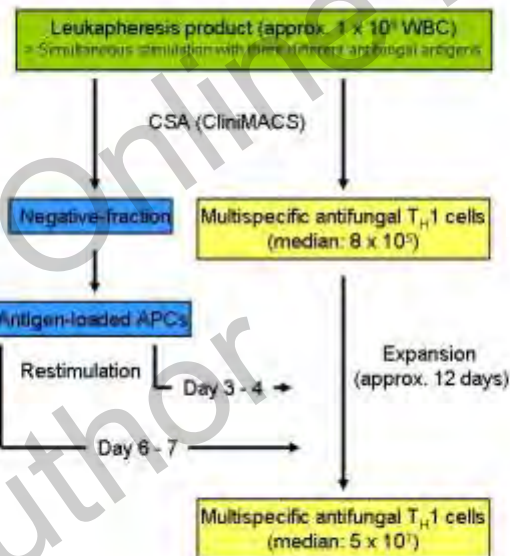 Leukapheresis product (approx. 1 x 10⁹ WBC)
> Simultaneous stimulation with three different antifungal antigens
CSA (CliniMACS)
Negative-fraction
Multispecific antifungal TH1 cells
(median: 8 x 10⁵)
Antigen-loaded APCs
Restimulation
Day 3 - 4
Expansion
(approx. 12 days)
Day 6 - 7
Multispecific antifungal TH1 cells
(median: 5 x 10⁷)
Online
Author